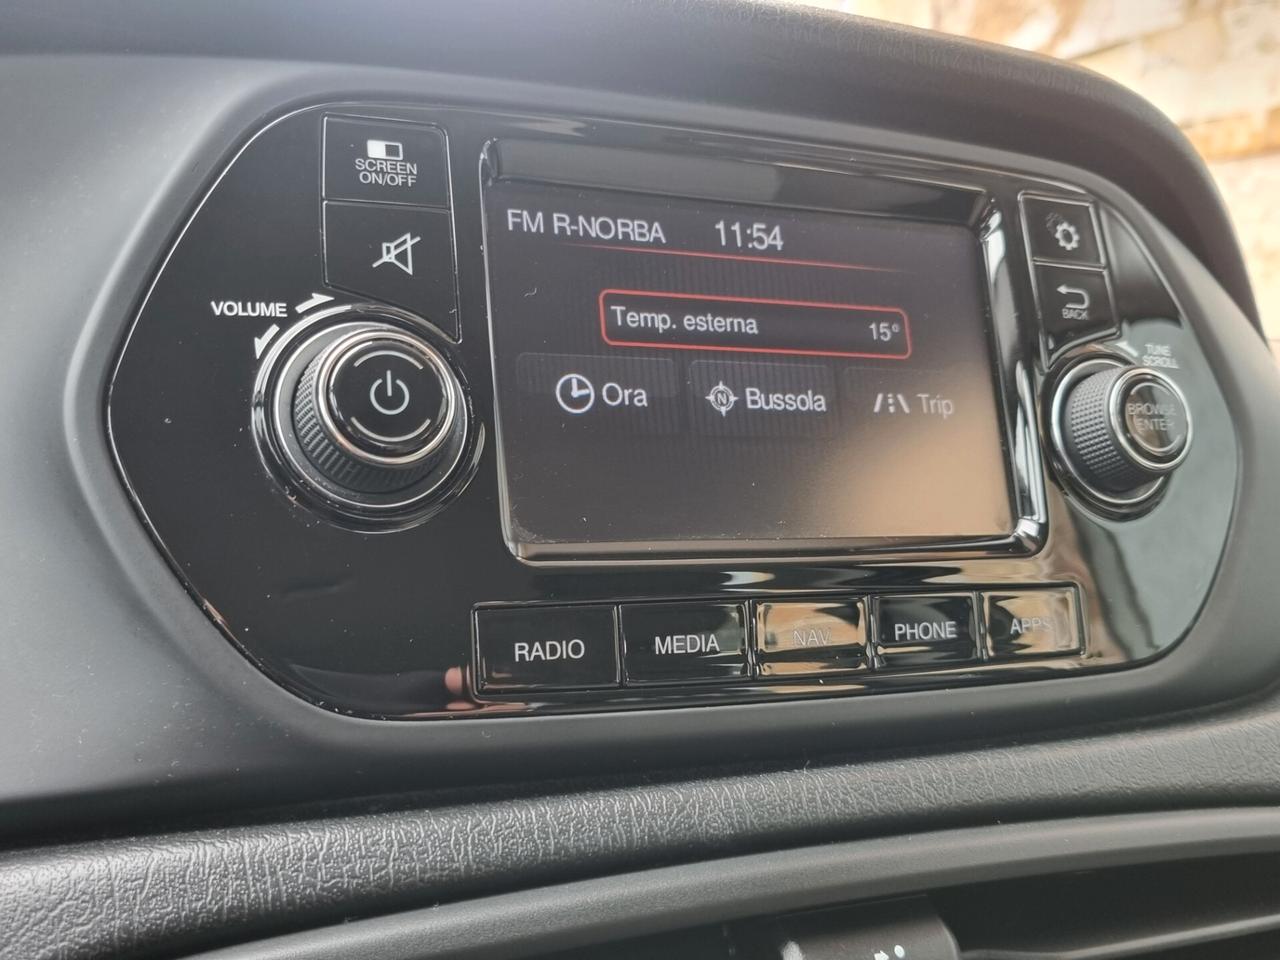 SCREEN
ON/OFF
VOLUME
FM R-NORBA 11:54
Temp. esterna 15°
Ora
N Bussola
Trip
BACK
TUNE
SCROLL
BROWSE
ENTER
RADIO
MEDIA
NAV
PHONE
APPS